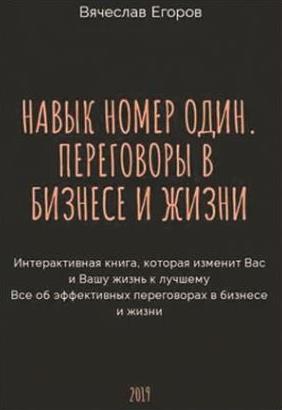 Вячеслав Егоров
НАВЫК НОМЕР ОДИН.
ПЕРЕГОВОРЫ В
БИЗНЕСЕ И ЖИЗНИ
Интерактивная книга, которая изменит Вас
и Вашу жизнь к лучшему
Все об эффективных переговорах в бизнесе
и жизни
2019